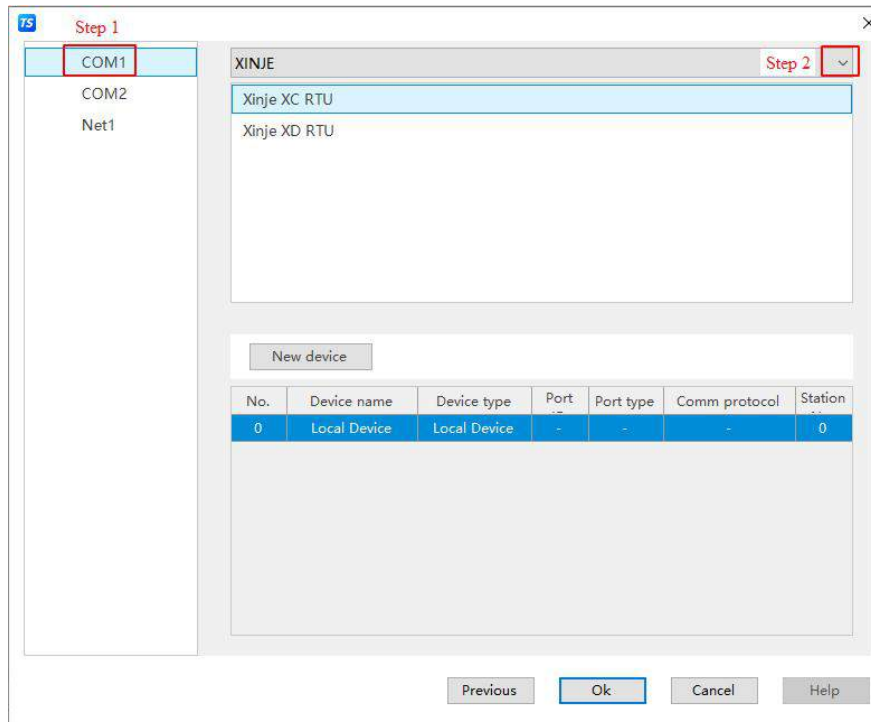 TS
Step 1
COM1
COM2
Net1
XINJE Step 2
Xinje XC RTU
Xinje XD RTU
New device
No. Device name Device type Port Port type Comm protocol Station
0 Local Device Local Device - - - 0
Previous Ok Cancel Help